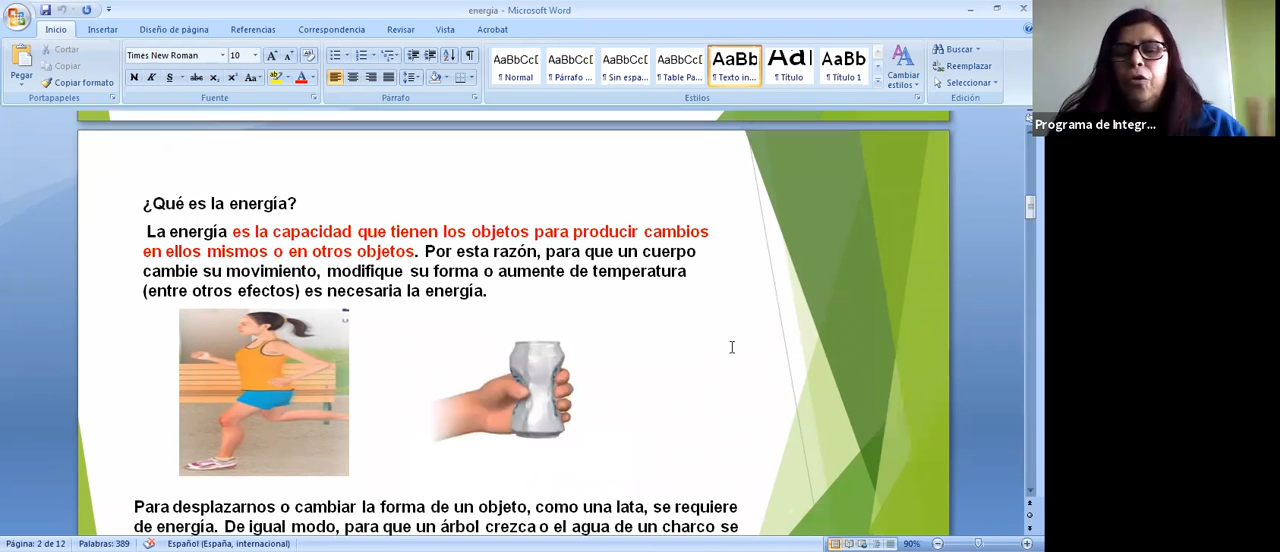 energia - Microsoft Word
Inicio Insertar Diseño de página Referencias Correspondencia Revisar Vista Acrobat
Pegar
Cortar
Copiar
Copiar formato
Portapapeles
Times New Roman 10
Fuente
Párrafo
AaBbCcD AaBbCcD AaBbCcD AaBbCcD AaBb AaI AaBb
¶ Normal ¶ Párrafo ... ¶ Sin espa... ¶ Table Pa... ¶ Texto in... ¶ Título ¶ Título 1
Cambiar estilos
Estilos
Buscar
Reemplazar
Seleccionar
Edición
Programa de Integr...
¿Qué es la energía?
La energía es la capacidad que tienen los objetos para producir cambios
en ellos mismos o en otros objetos. Por esta razón, para que un cuerpo
cambie su movimiento, modifique su forma o aumente de temperatura
(entre otros efectos) es necesaria la energía.
Para desplazarnos o cambiar la forma de un objeto, como una lata, se requiere
de energía. De igual modo, para que un árbol crezca o el agua de un charco se
Página: 2 de 12 Palabras: 389 Español (España, internacional) 90%